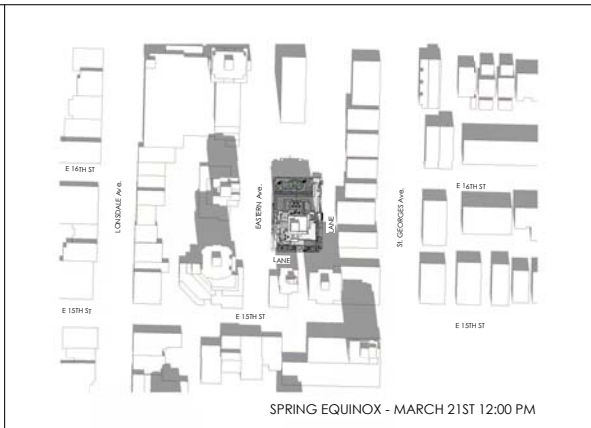 E 16TH ST
LONSDALE Ave.
EASTERN Ave.
LANE
LANE
St. GEORGES Ave.
E 16TH ST
E 15TH ST
E 15TH ST
E 15TH ST
SPRING EQUINOX - MARCH 21ST 12:00 PM